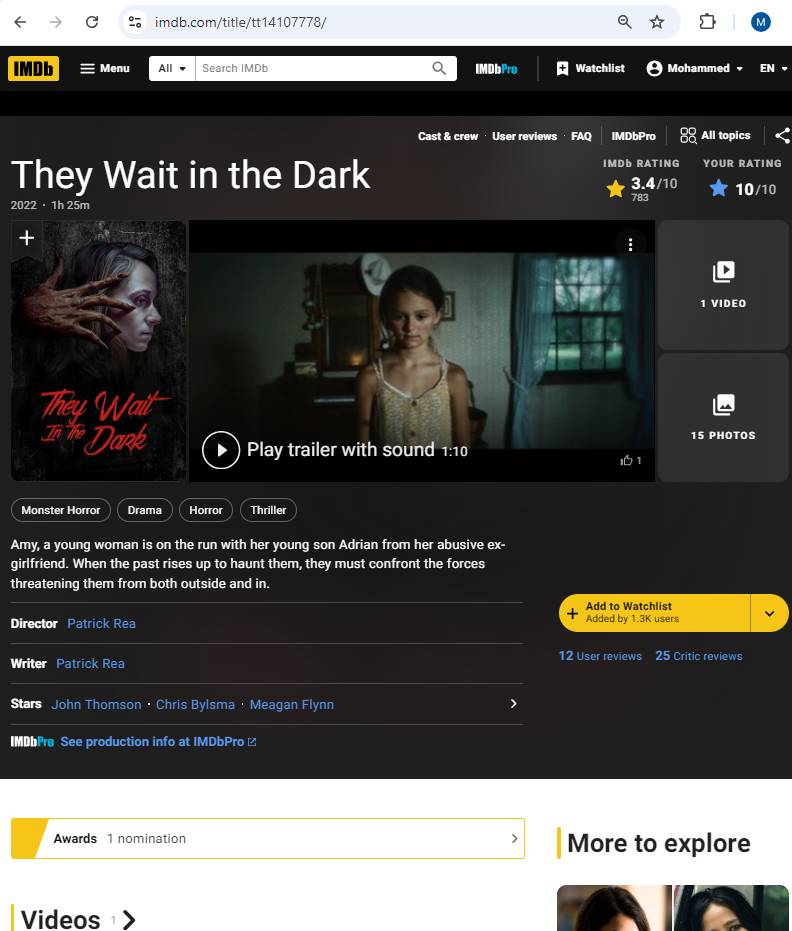 imdb.com/title/tt14107778/
M
IMDb Menu All Search IMDb IMDbPro Watchlist Mohammed EN
Cast & crew · User reviews · FAQ IMDbPro All topics
They Wait in the Dark
2022 · 1h 25m
IMDb RATING
3.4/10
783
YOUR RATING
10/10
They Wait
In The Dark
Play trailer with sound 1:10
1
1 VIDEO
15 PHOTOS
Monster Horror Drama Horror Thriller
Amy, a young woman is on the run with her young son Adrian from her abusive ex-
girlfriend. When the past rises up to haunt them, they must confront the forces
threatening them from both outside and in.
Director Patrick Rea
Writer Patrick Rea
Stars John Thomson · Chris Bylsma · Meagan Flynn
IMDbPro See production info at IMDbPro
Add to Watchlist
Added by 1.3K users
12 User reviews 25 Critic reviews
Awards 1 nomination
More to explore
Videos 1